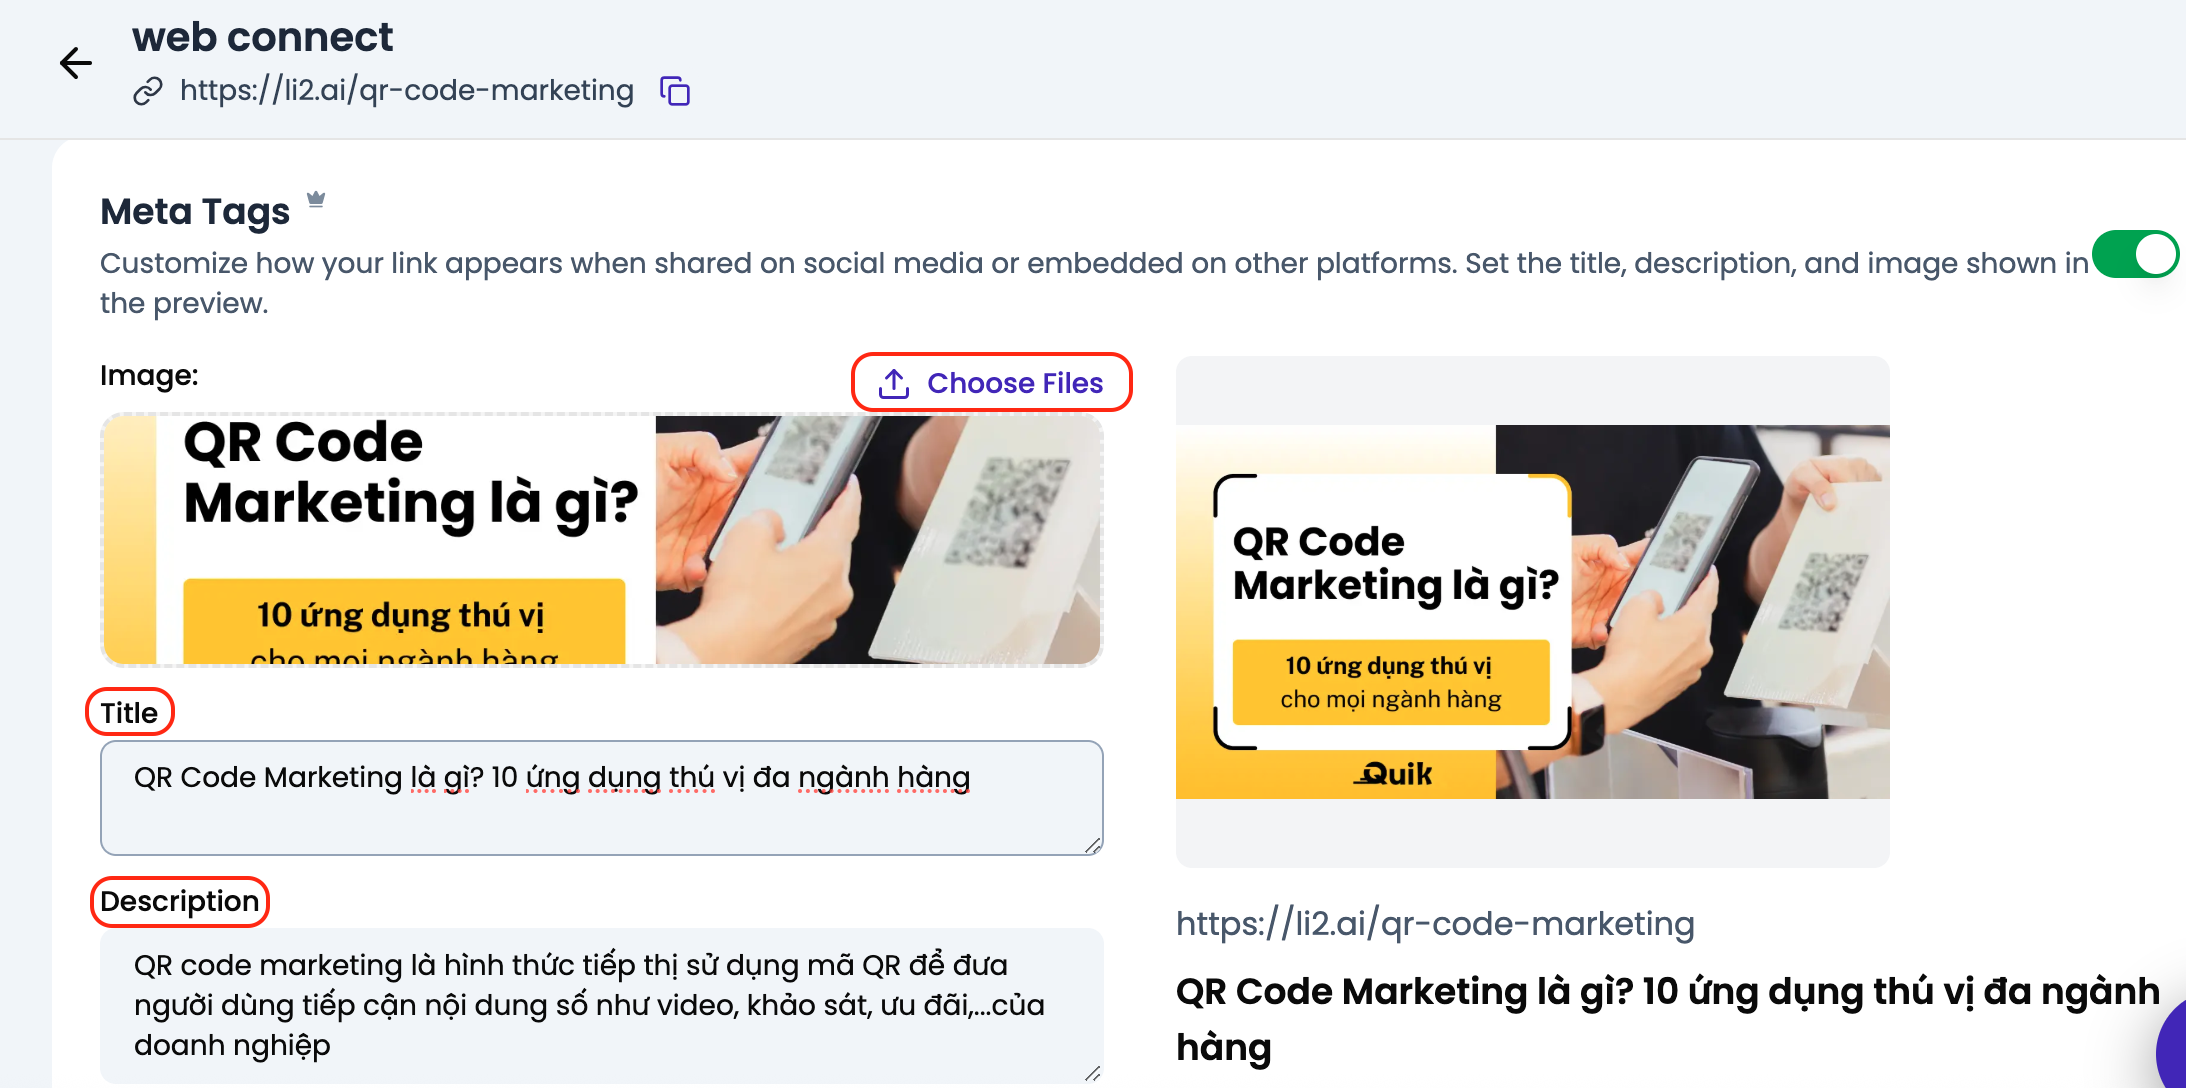 web connect
https://li2.ai/qr-code-marketing
Meta Tags
Customize how your link appears when shared on social media or embedded on other platforms. Set the title, description, and image shown in
the preview.
Image:
Choose Files
QR Code
Marketing là gì?
10 ứng dụng thú vị
cho mọi ngành hàng
Title
QR Code Marketing là gì? 10 ứng dụng thú vị đa ngành hàng
Description
QR code marketing là hình thức tiếp thị sử dụng mã QR để đưa
người dùng tiếp cận nội dung số như video, khảo sát, ưu đãi,...của
doanh nghiệp
QR Code
Marketing là gì?
10 ứng dụng thú vị
cho mọi ngành hàng
Quik
https://li2.ai/qr-code-marketing
QR Code Marketing là gì? 10 ứng dụng thú vị đa ngành
hàng